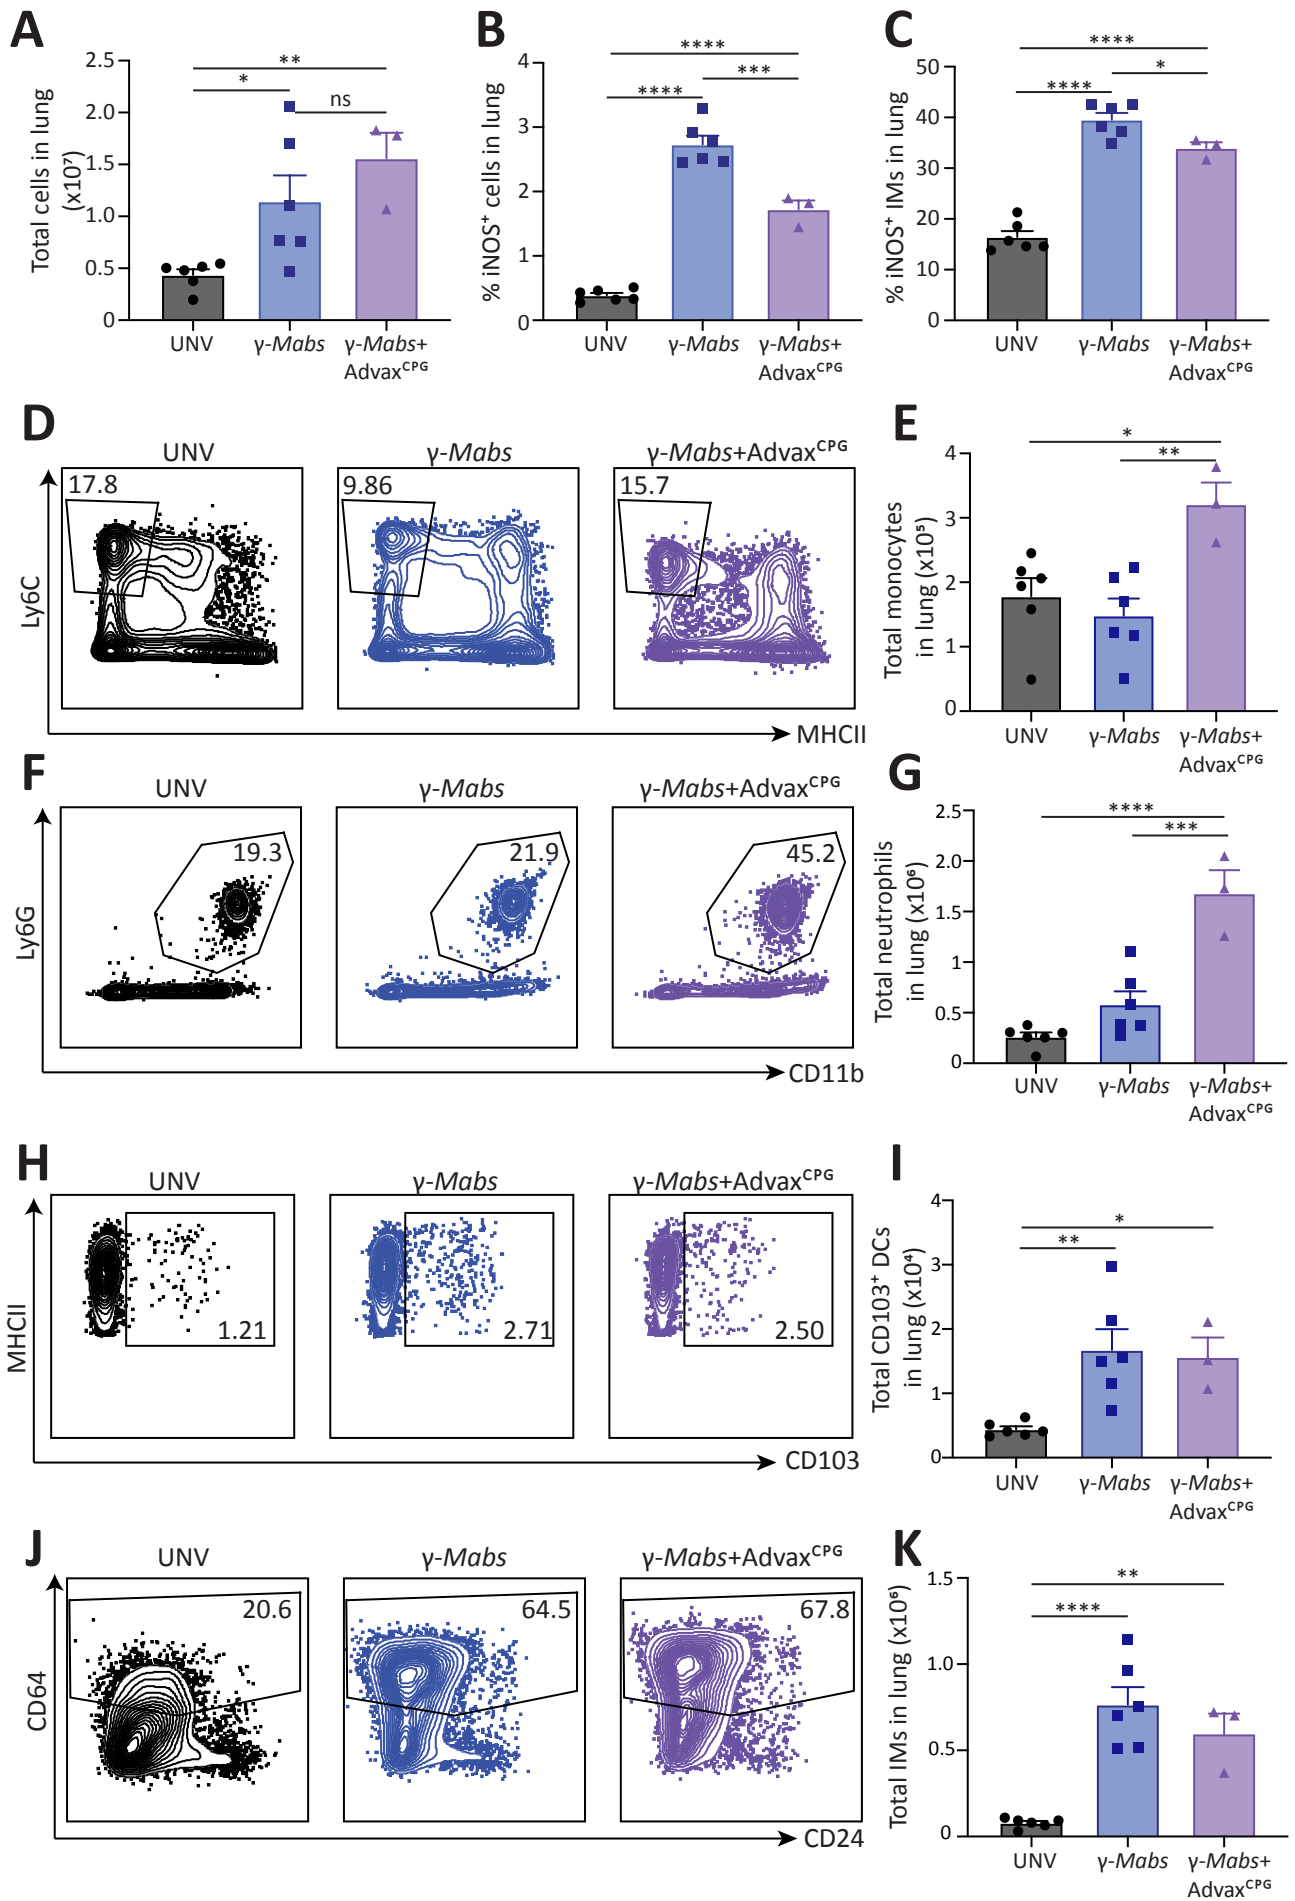 A
Total cells in lung
(x10⁷)
2.5
2.0
1.5
1.0
0.5
0
**
*
ns
UNV
γ-Mabs
γ-Mabs+
Advax^CPG
B
% iNOS⁺ cells in lung
4
3
2
1
0
****
***
****
UNV
γ-Mabs
γ-Mabs+
Advax^CPG
C
% iNOS⁺ IMs in lung
50
40
30
20
10
0
****
*
****
UNV
γ-Mabs
γ-Mabs+
Advax^CPG
D
UNV
γ-Mabs
γ-Mabs+Advax^CPG
17.8
9.86
15.7
Ly6C
MHCII
E
Total monocytes
in lung (x10⁵)
4
3
2
1
0
*
**
UNV
γ-Mabs
γ-Mabs+
Advax^CPG
F
UNV
γ-Mabs
γ-Mabs+Advax^CPG
19.3
21.9
45.2
Ly6G
CD11b
G
Total neutrophils
in lung (x10⁶)
2.5
2.0
1.5
1
0.5
0
****
***
UNV
γ-Mabs
γ-Mabs+
Advax^CPG
H
UNV
γ-Mabs
γ-Mabs+Advax^CPG
1.21
2.71
2.50
MHCII
CD103
I
Total CD103⁺ DCs
in lung (x10⁴)
4
3
2
1
0
*
**
UNV
γ-Mabs
γ-Mabs+
Advax^CPG
J
UNV
γ-Mabs
γ-Mabs+Advax^CPG
20.6
64.5
67.8
CD64
CD24
K
Total IMs in lung (x10⁶)
1.5
1.0
0.5
0
**
****
UNV
γ-Mabs
γ-Mabs+
Advax^CPG